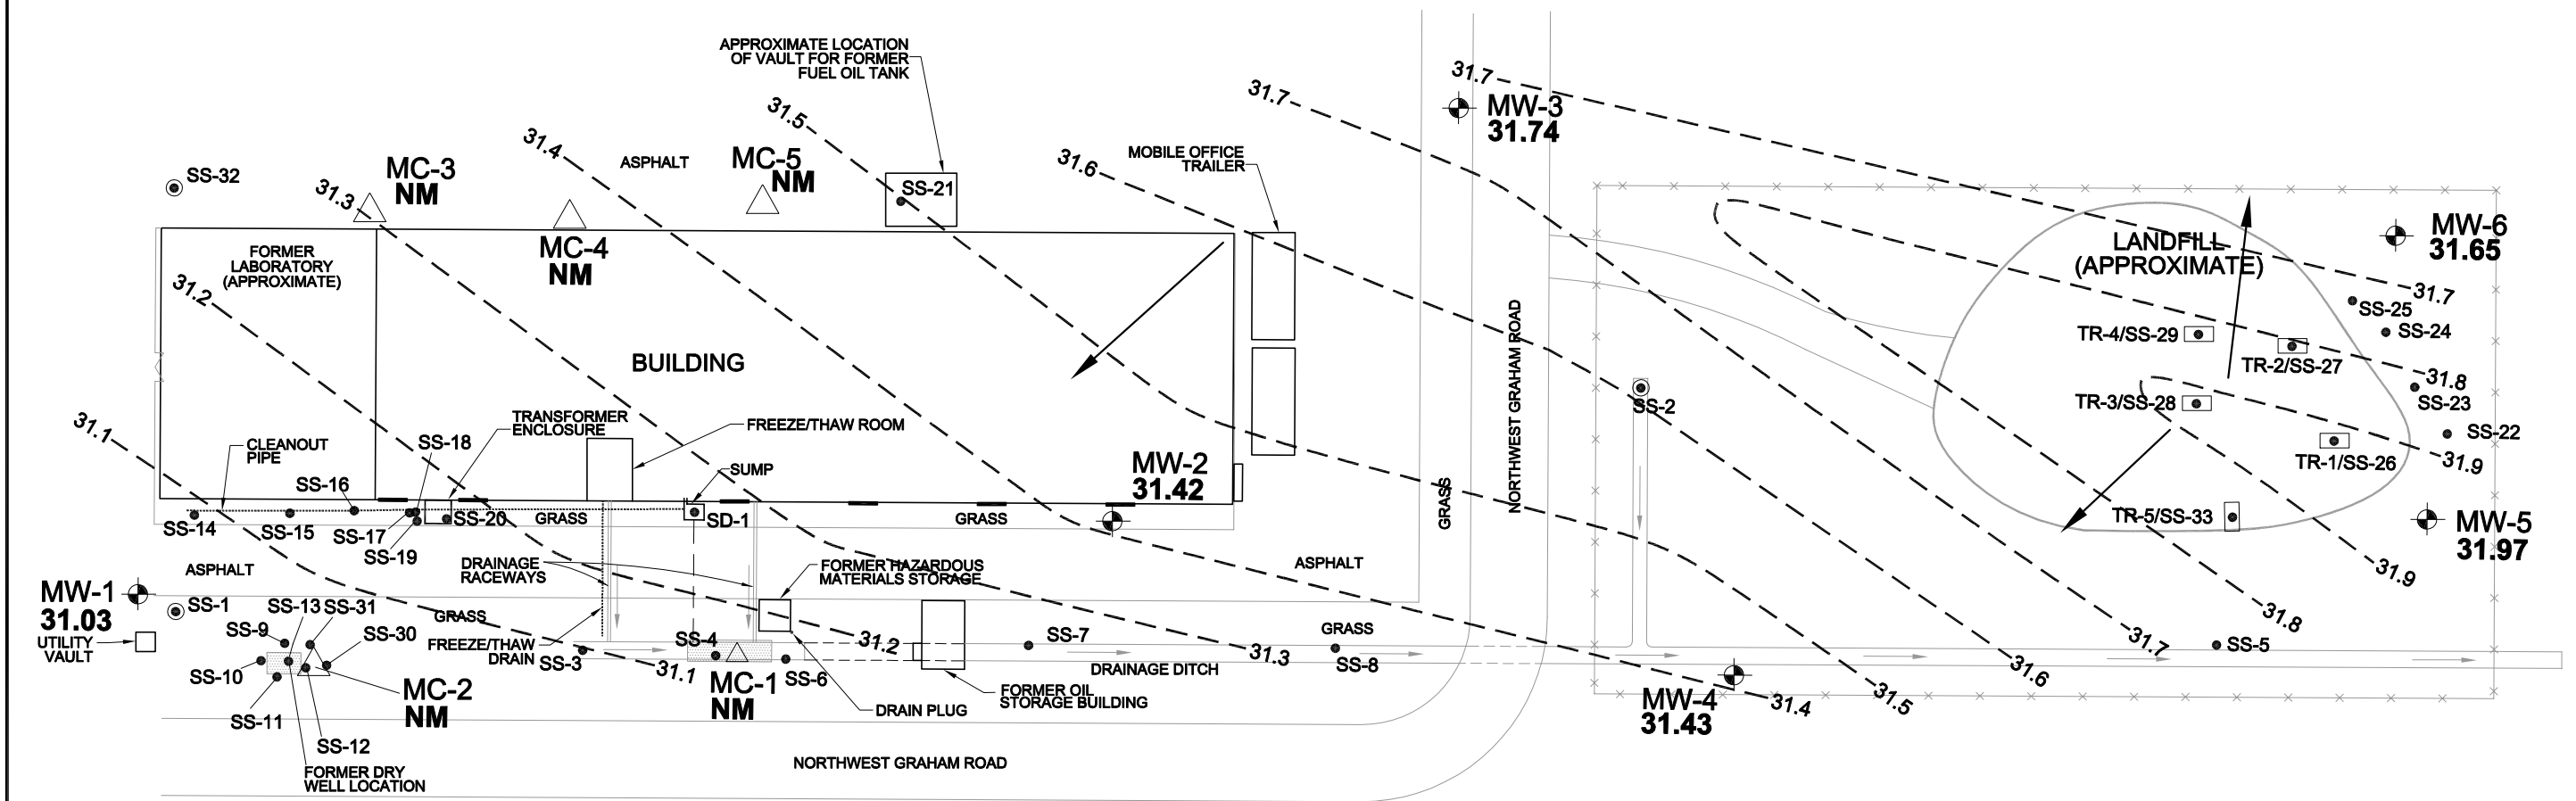 APPROXIMATE LOCATION
OF VAULT FOR FORMER
FUEL OIL TANK
31.7
31.7
31.5
31.4
31.6
31.3
31.2
31.1
MW-3
31.74
ASPHALT
MC-5
NM
MC-3
NM
MC-4
NM
SS-32
SS-21
MOBILE OFFICE
TRAILER
FORMER
LABORATORY
(APPROXIMATE)
BUILDING
LANDFILL
(APPROXIMATE)
MW-6
31.65
31.7
SS-25
SS-24
TR-4/SS-29
TR-2/SS-27
31.8
SS-23
TR-3/SS-28
SS-22
TR-1/SS-26
31.9
SS-2
NORTHWEST GRAHAM ROAD
GRASS
TRANSFORMER
ENCLOSURE
FREEZE/THAW ROOM
CLEANOUT
PIPE
SS-18
SUMP
MW-2
31.42
SS-16
SS-14
SS-15
SS-17
SS-19
SS-20
GRASS
SD-1
GRASS
TR-5/SS-33
MW-5
31.97
ASPHALT
DRAINAGE
RACEWAYS
FORMER HAZARDOUS
MATERIALS STORAGE
ASPHALT
31.9
MW-1
31.03
UTILITY
VAULT
SS-1
SS-13
SS-31
GRASS
SS-9
SS-30
FREEZE/THAW
DRAIN
SS-3
SS-4
31.2
SS-7
GRASS
31.8
31.7
SS-5
SS-10
31.1
MC-1
NM
SS-6
31.3
DRAINAGE DITCH
SS-8
31.6
MC-2
NM
DRAIN PLUG
FORMER OIL
STORAGE BUILDING
MW-4
31.43
31.4
31.5
SS-11
SS-12
FORMER DRY
WELL LOCATION
NORTHWEST GRAHAM ROAD